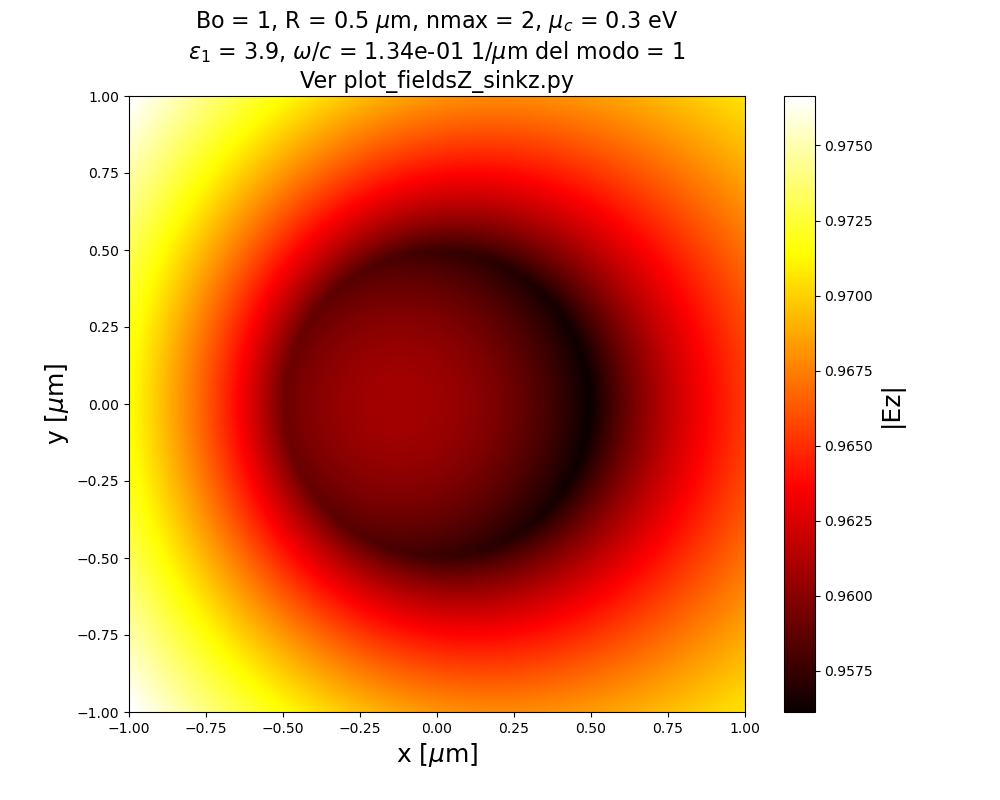 Bo = 1, R = 0.5 μm, nmax = 2, μc = 0.3 eV
ε1 = 3.9, ω/c = 1.34e-01 1/μm del modo = 1
Ver plot_fieldsZ_sinkz.py
1.00
0.75
0.50
0.25
0.00
−0.25
−0.50
−0.75
−1.00
y [μm]
−1.00 −0.75 −0.50 −0.25 0.00 0.25 0.50 0.75 1.00
x [μm]
0.9750
0.9725
0.9700
0.9675
0.9650
0.9625
0.9600
0.9575
|Ez|